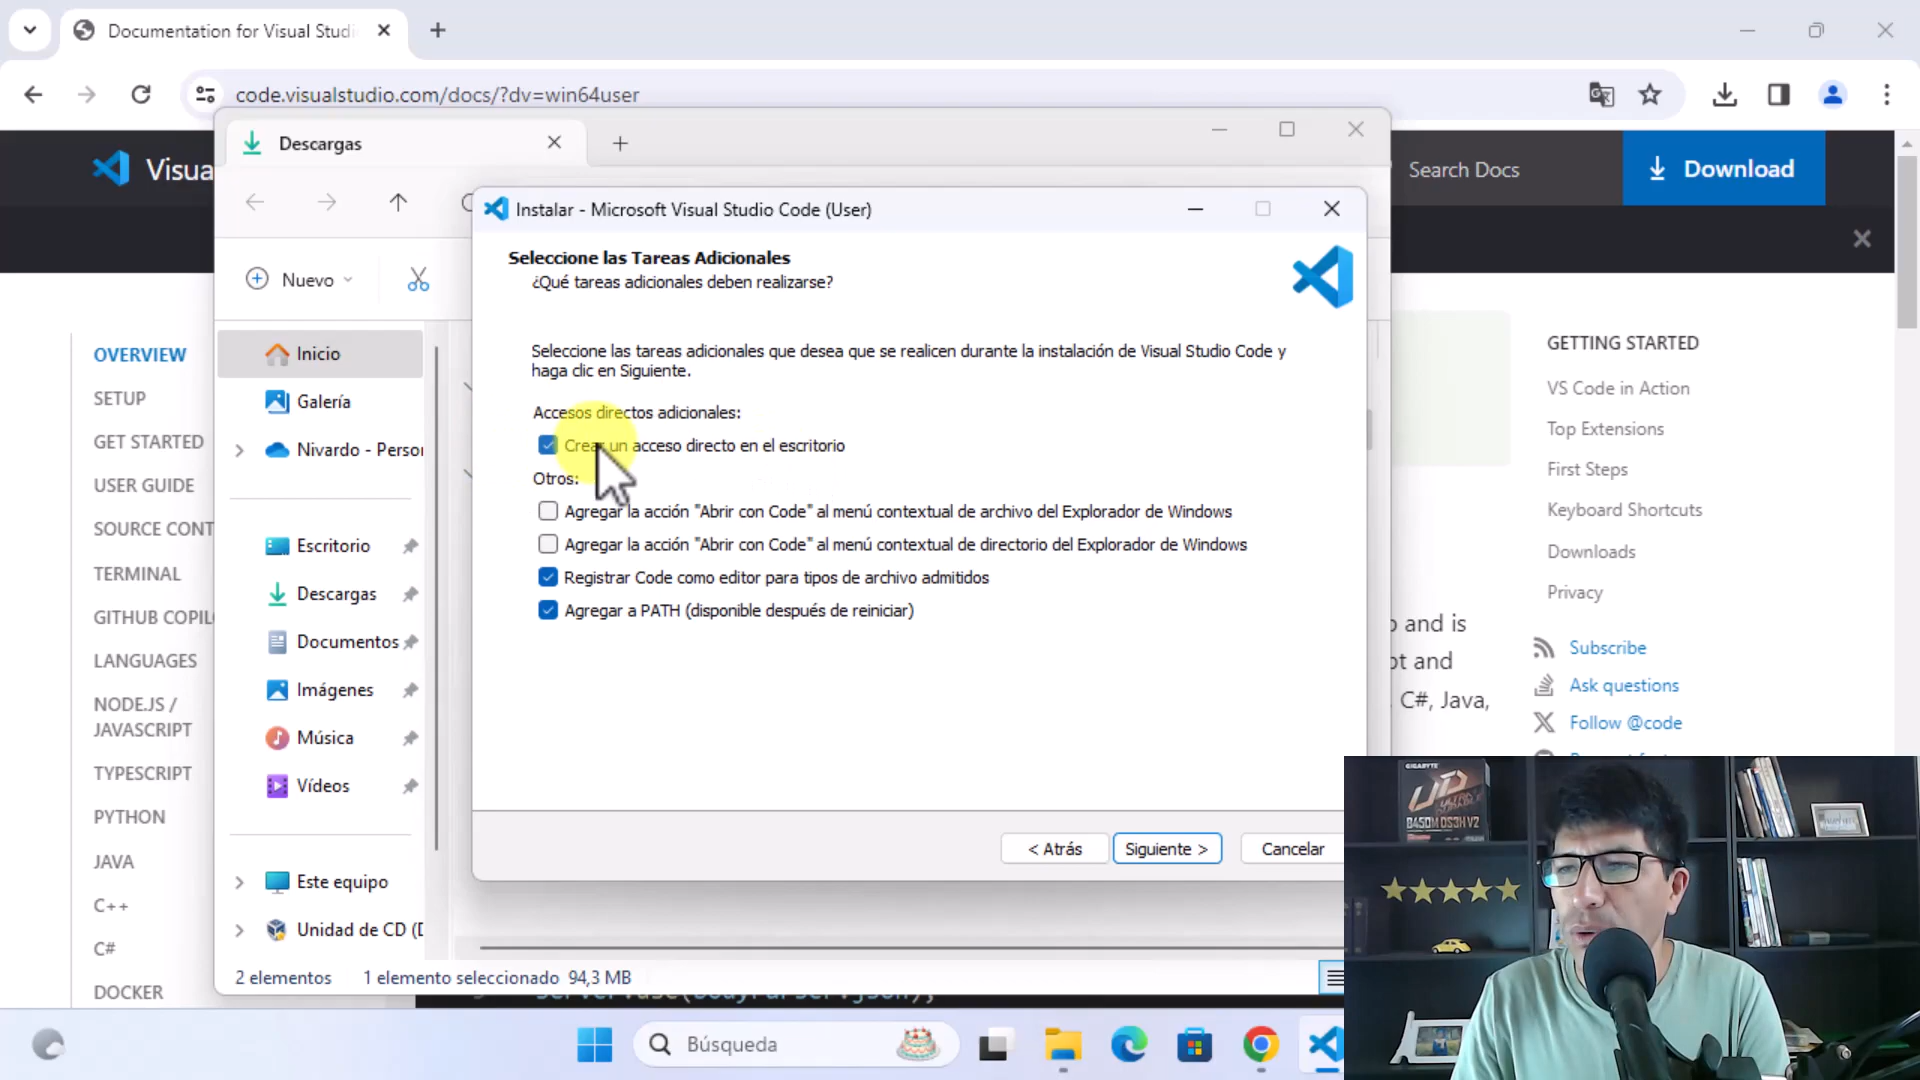 Documentation for Visual Studi
code.visualstudio.com/docs/?dv=win64user
Descargas
Visua
Search Docs
Download
Instalar - Microsoft Visual Studio Code (User)
Seleccione las Tareas Adicionales
¿Qué tareas adicionales deben realizarse?
Nuevo
Seleccione las tareas adicionales que desea que se realicen durante la instalación de Visual Studio Code y
haga clic en Siguiente.
Accesos directos adicionales:
Crear un acceso directo en el escritorio
Otros:
Agregar la acción "Abrir con Code" al menú contextual de archivo del Explorador de Windows
Agregar la acción "Abrir con Code" al menú contextual de directorio del Explorador de Windows
Registrar Code como editor para tipos de archivo admitidos
Agregar a PATH (disponible después de reiniciar)
< Atrás
Siguiente >
Cancelar
OVERVIEW
SETUP
GET STARTED
USER GUIDE
SOURCE CONT
TERMINAL
GITHUB COPIL
LANGUAGES
NODE.JS /
JAVASCRIPT
TYPESCRIPT
PYTHON
JAVA
C++
C#
DOCKER
Inicio
Galería
Nivardo - Person
Escritorio
Descargas
Documentos
Imágenes
Música
Vídeos
Este equipo
Unidad de CD (D
2 elementos
1 elemento seleccionado 94,3 MB
GETTING STARTED
VS Code in Action
Top Extensions
First Steps
Keyboard Shortcuts
Downloads
Privacy
Subscribe
Ask questions
Follow @code
and is
and
C#, Java,
GIGABYTE
UD
B450M DS3H V2
Búsqueda